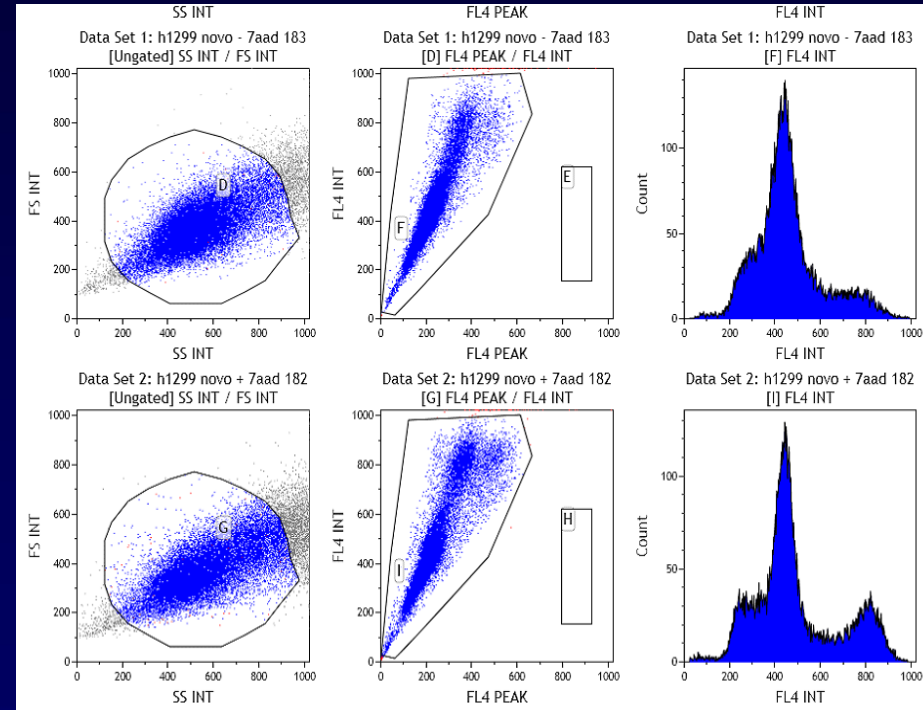 SS INT
FL4 PEAK
FL4 INT
Data Set 1: h1299 novo - 7aad 183
[Ungated] SS INT / FS INT
1000
800
600
400
200
0
D
FS INT
0 200 400 600 800 1000
SS INT
Data Set 1: h1299 novo - 7aad 183
[D] FL4 PEAK / FL4 INT
1000
800
600
400
200
0
E
F
FL4 INT
0 200 400 600 800 1000
FL4 PEAK
Data Set 1: h1299 novo - 7aad 183
[F] FL4 INT
100
50
0
Count
0 200 400 600 800 1000
FL4 INT
Data Set 2: h1299 novo + 7aad 182
[Ungated] SS INT / FS INT
1000
800
600
400
200
0
G
FS INT
0 200 400 600 800 1000
SS INT
Data Set 2: h1299 novo + 7aad 182
[G] FL4 PEAK / FL4 INT
1000
800
600
400
200
0
H
I
FL4 INT
0 200 400 600 800 1000
FL4 PEAK
Data Set 2: h1299 novo + 7aad 182
[I] FL4 INT
100
50
0
Count
0 200 400 600 800 1000
FL4 INT